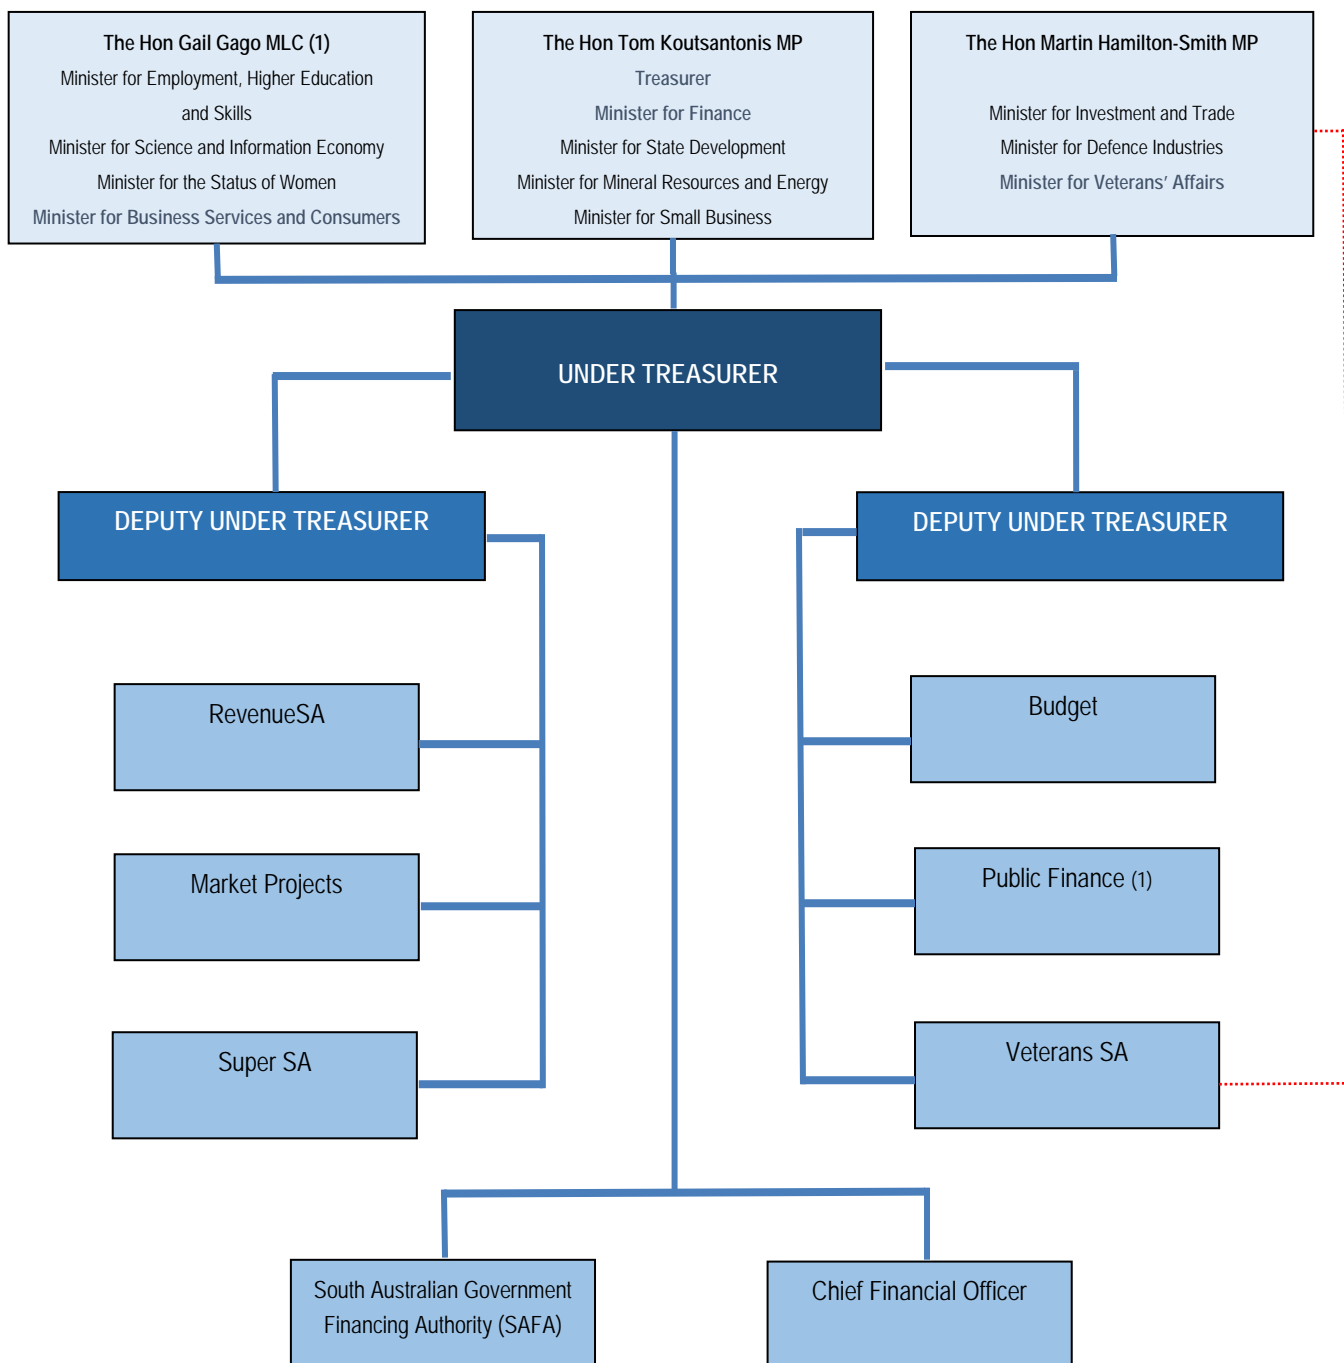 The Hon Gail Gago MLC (1)
Minister for Employment, Higher Education
and Skills
Minister for Science and Information Economy
Minister for the Status of Women
Minister for Business Services and Consumers
The Hon Tom Koutsantonis MP
Treasurer
Minister for Finance
Minister for State Development
Minister for Mineral Resources and Energy
Minister for Small Business
The Hon Martin Hamilton-Smith MP
Minister for Investment and Trade
Minister for Defence Industries
Minister for Veterans’ Affairs
UNDER TREASURER
DEPUTY UNDER TREASURER
DEPUTY UNDER TREASURER
RevenueSA
Market Projects
Super SA
Budget
Public Finance (1)
Veterans SA
South Australian Government
Financing Authority (SAFA)
Chief Financial Officer